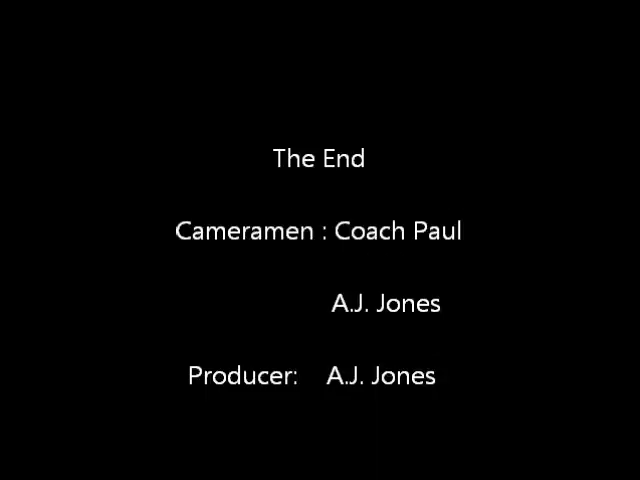 The End
Cameramen : Coach Paul
A.J. Jones
Producer: A.J. Jones